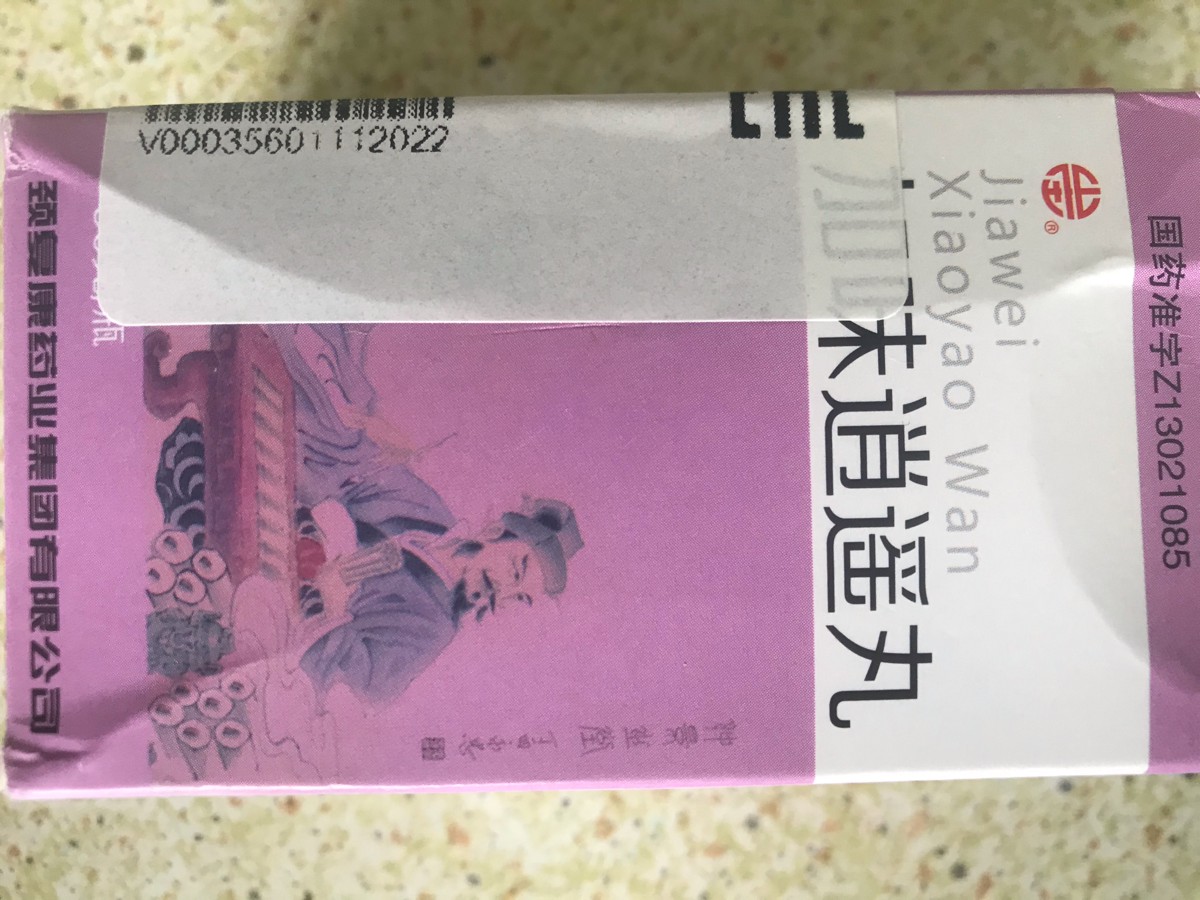 国药准字Z13021085
Jiawei
Xiaoyao Wan
加味逍遥丸
V00035601112022
颈复康药业集团有限公司